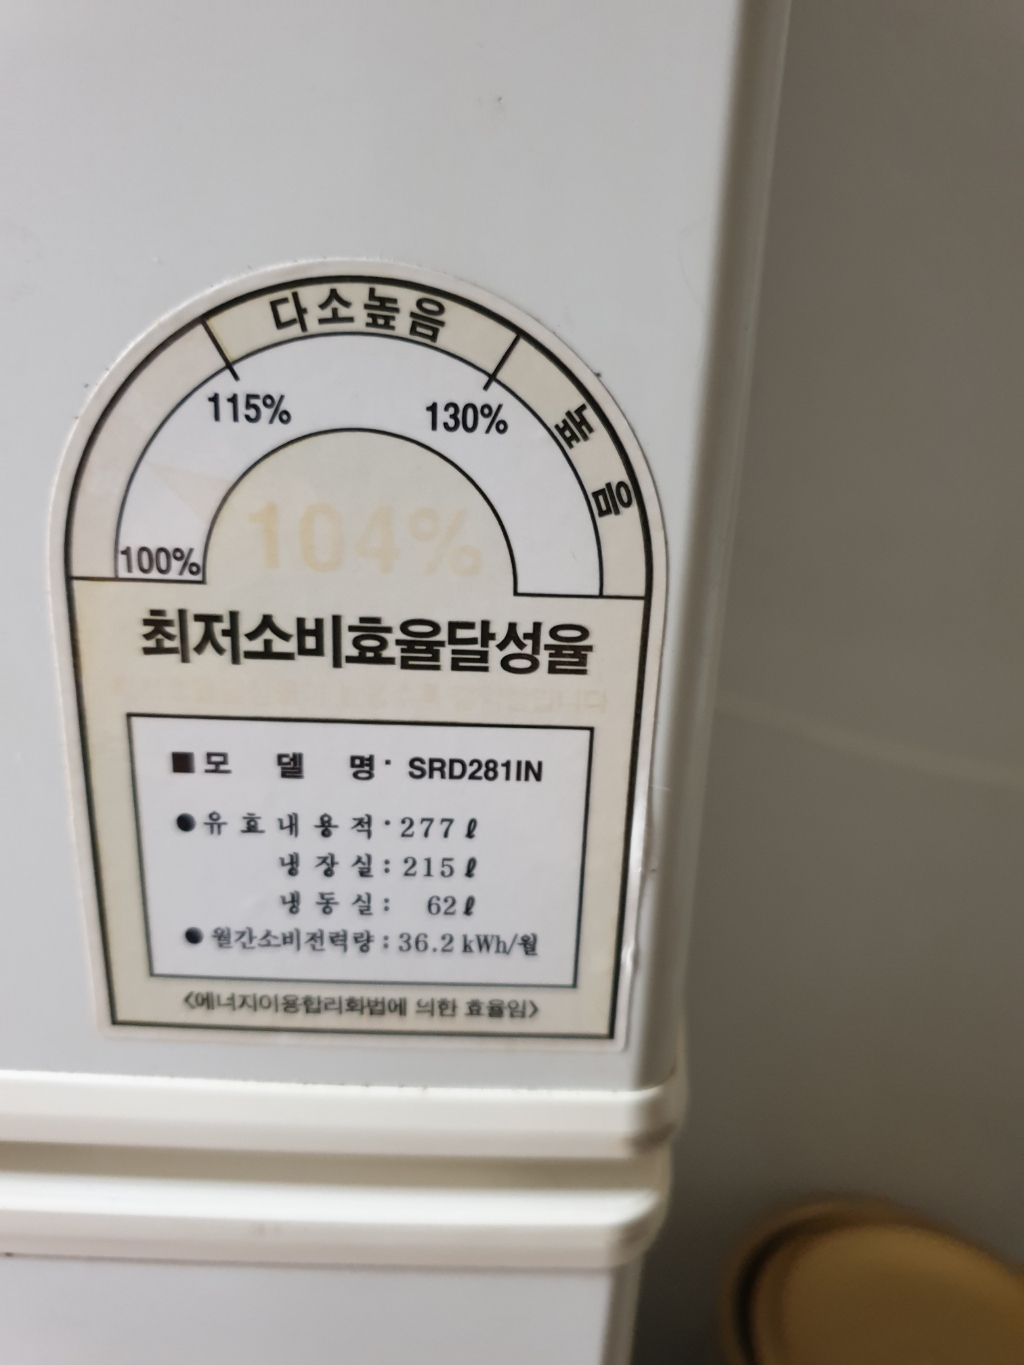 다소높음
높음
115%
130%
100%
104%
최저소비효율달성율
■ 모 델 명 · SRD281IN
● 유효내용적 · 277ℓ
냉장실 : 215ℓ
냉동실 : 62ℓ
● 월간소비전력량 : 36.2 kWh/월
<에너지이용합리화법에 의한 효율임>